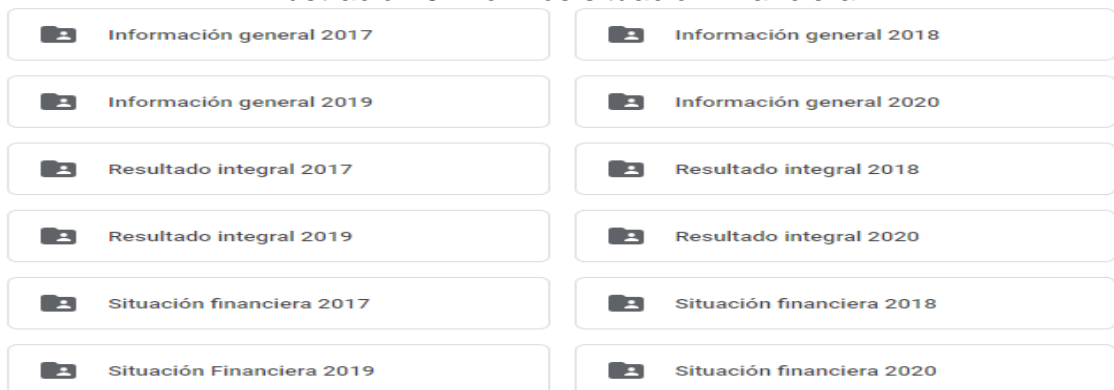 Información general 2017
Información general 2018
Información general 2019
Información general 2020
Resultado integral 2017
Resultado integral 2018
Resultado integral 2019
Resultado integral 2020
Situación financiera 2017
Situación financiera 2018
Situación Financiera 2019
Situación financiera 2020